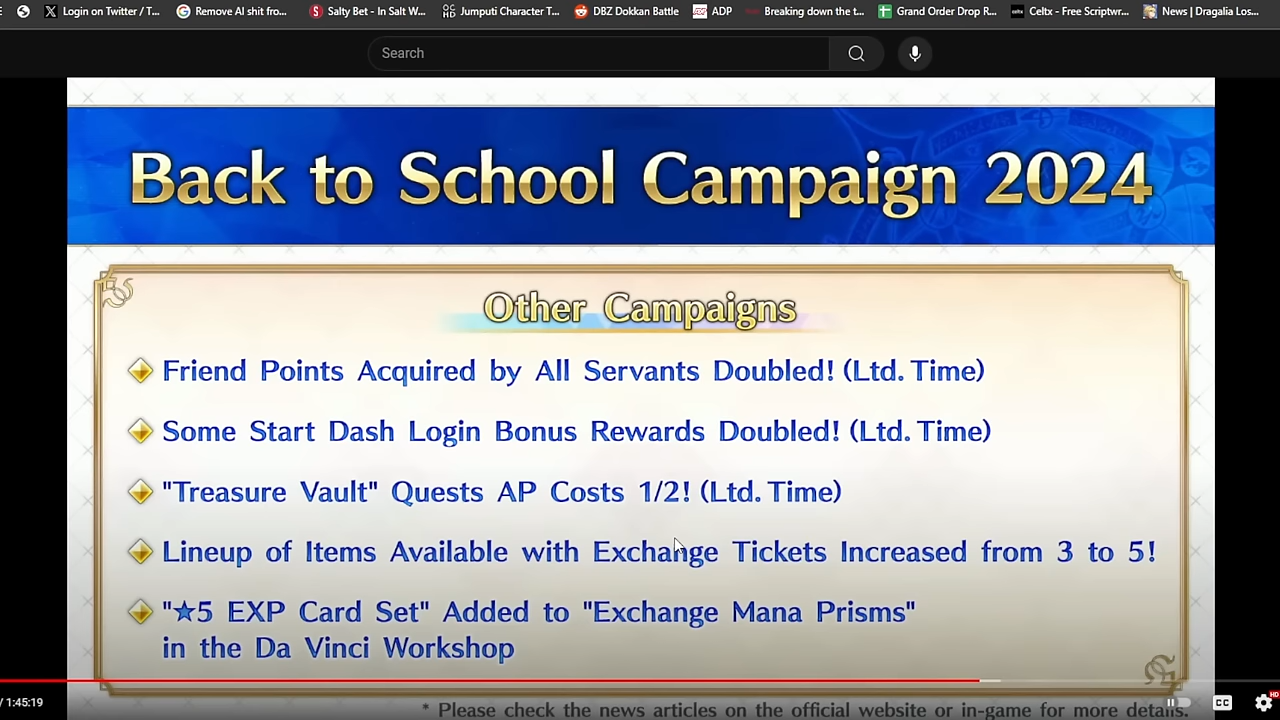 Login on Twitter / T...
Remove AI shit fro...
Salty Bet - In Salt W...
Jumputi Character T...
DBZ Dokkan Battle
ADP
Breaking down the t...
Grand Order Drop R...
Celtx - Free Scriptwr...
News | Dragalia Los...
Search
Back to School Campaign 2024
Other Campaigns
Friend Points Acquired by All Servants Doubled! (Ltd. Time)
Some Start Dash Login Bonus Rewards Doubled! (Ltd. Time)
"Treasure Vault" Quests AP Costs 1/2! (Ltd. Time)
Lineup of Items Available with Exchange Tickets Increased from 3 to 5!
"★5 EXP Card Set" Added to "Exchange Mana Prisms"
in the Da Vinci Workshop
* Please check the news articles on the official website or in-game for more details.
/ 1:45:19
CC
HD